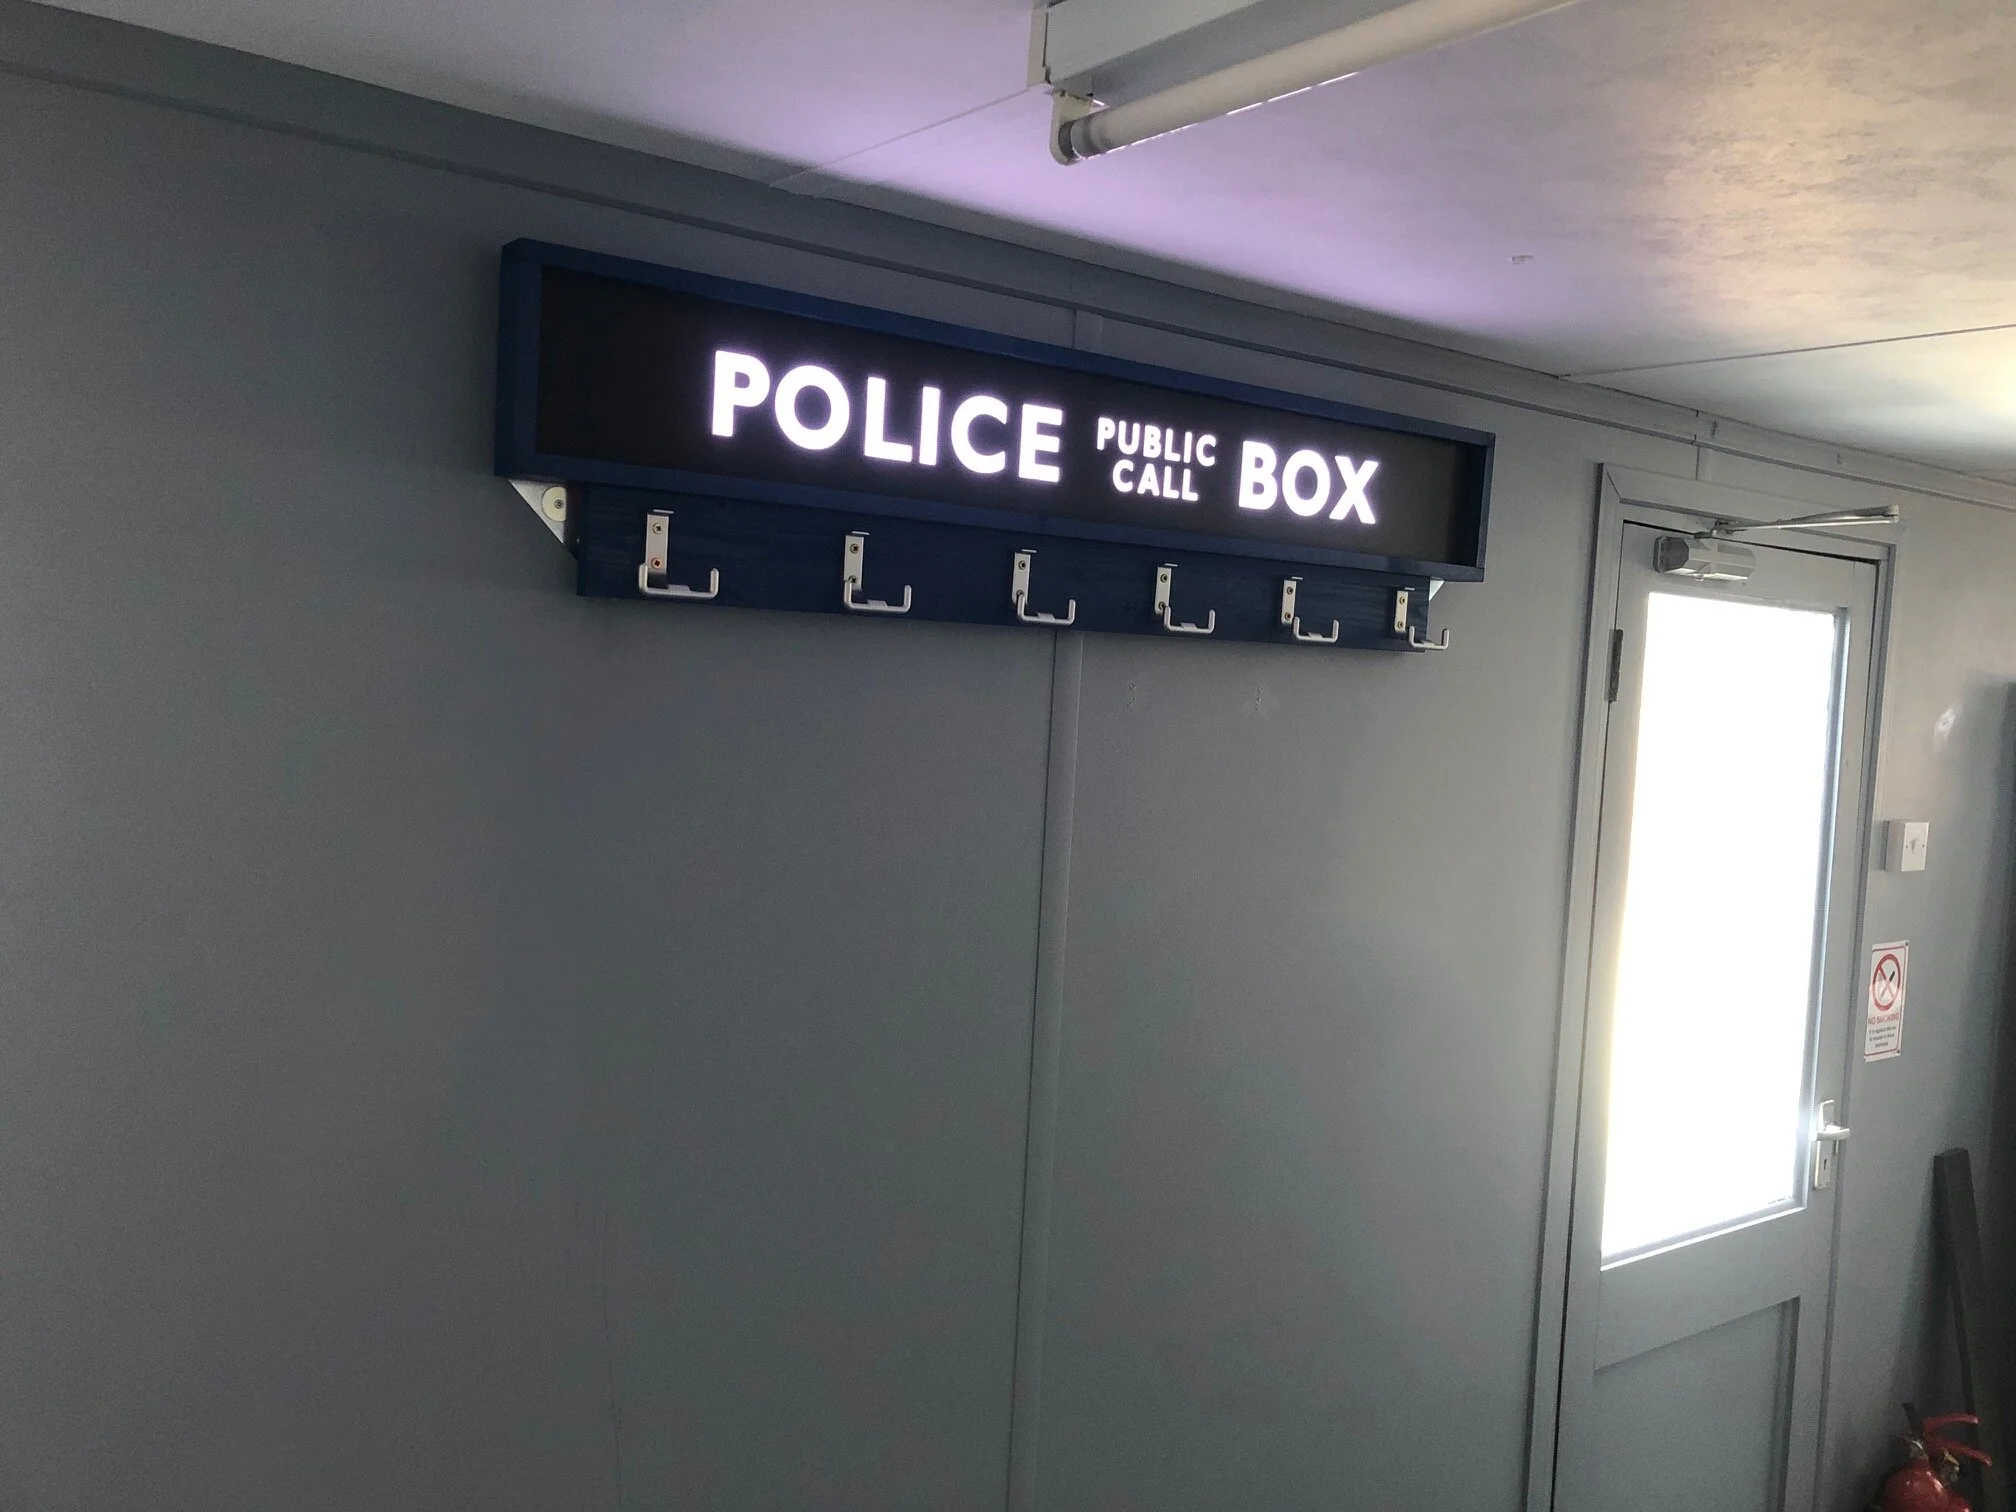 POLICE PUBLIC CALL BOX
NO SMOKING